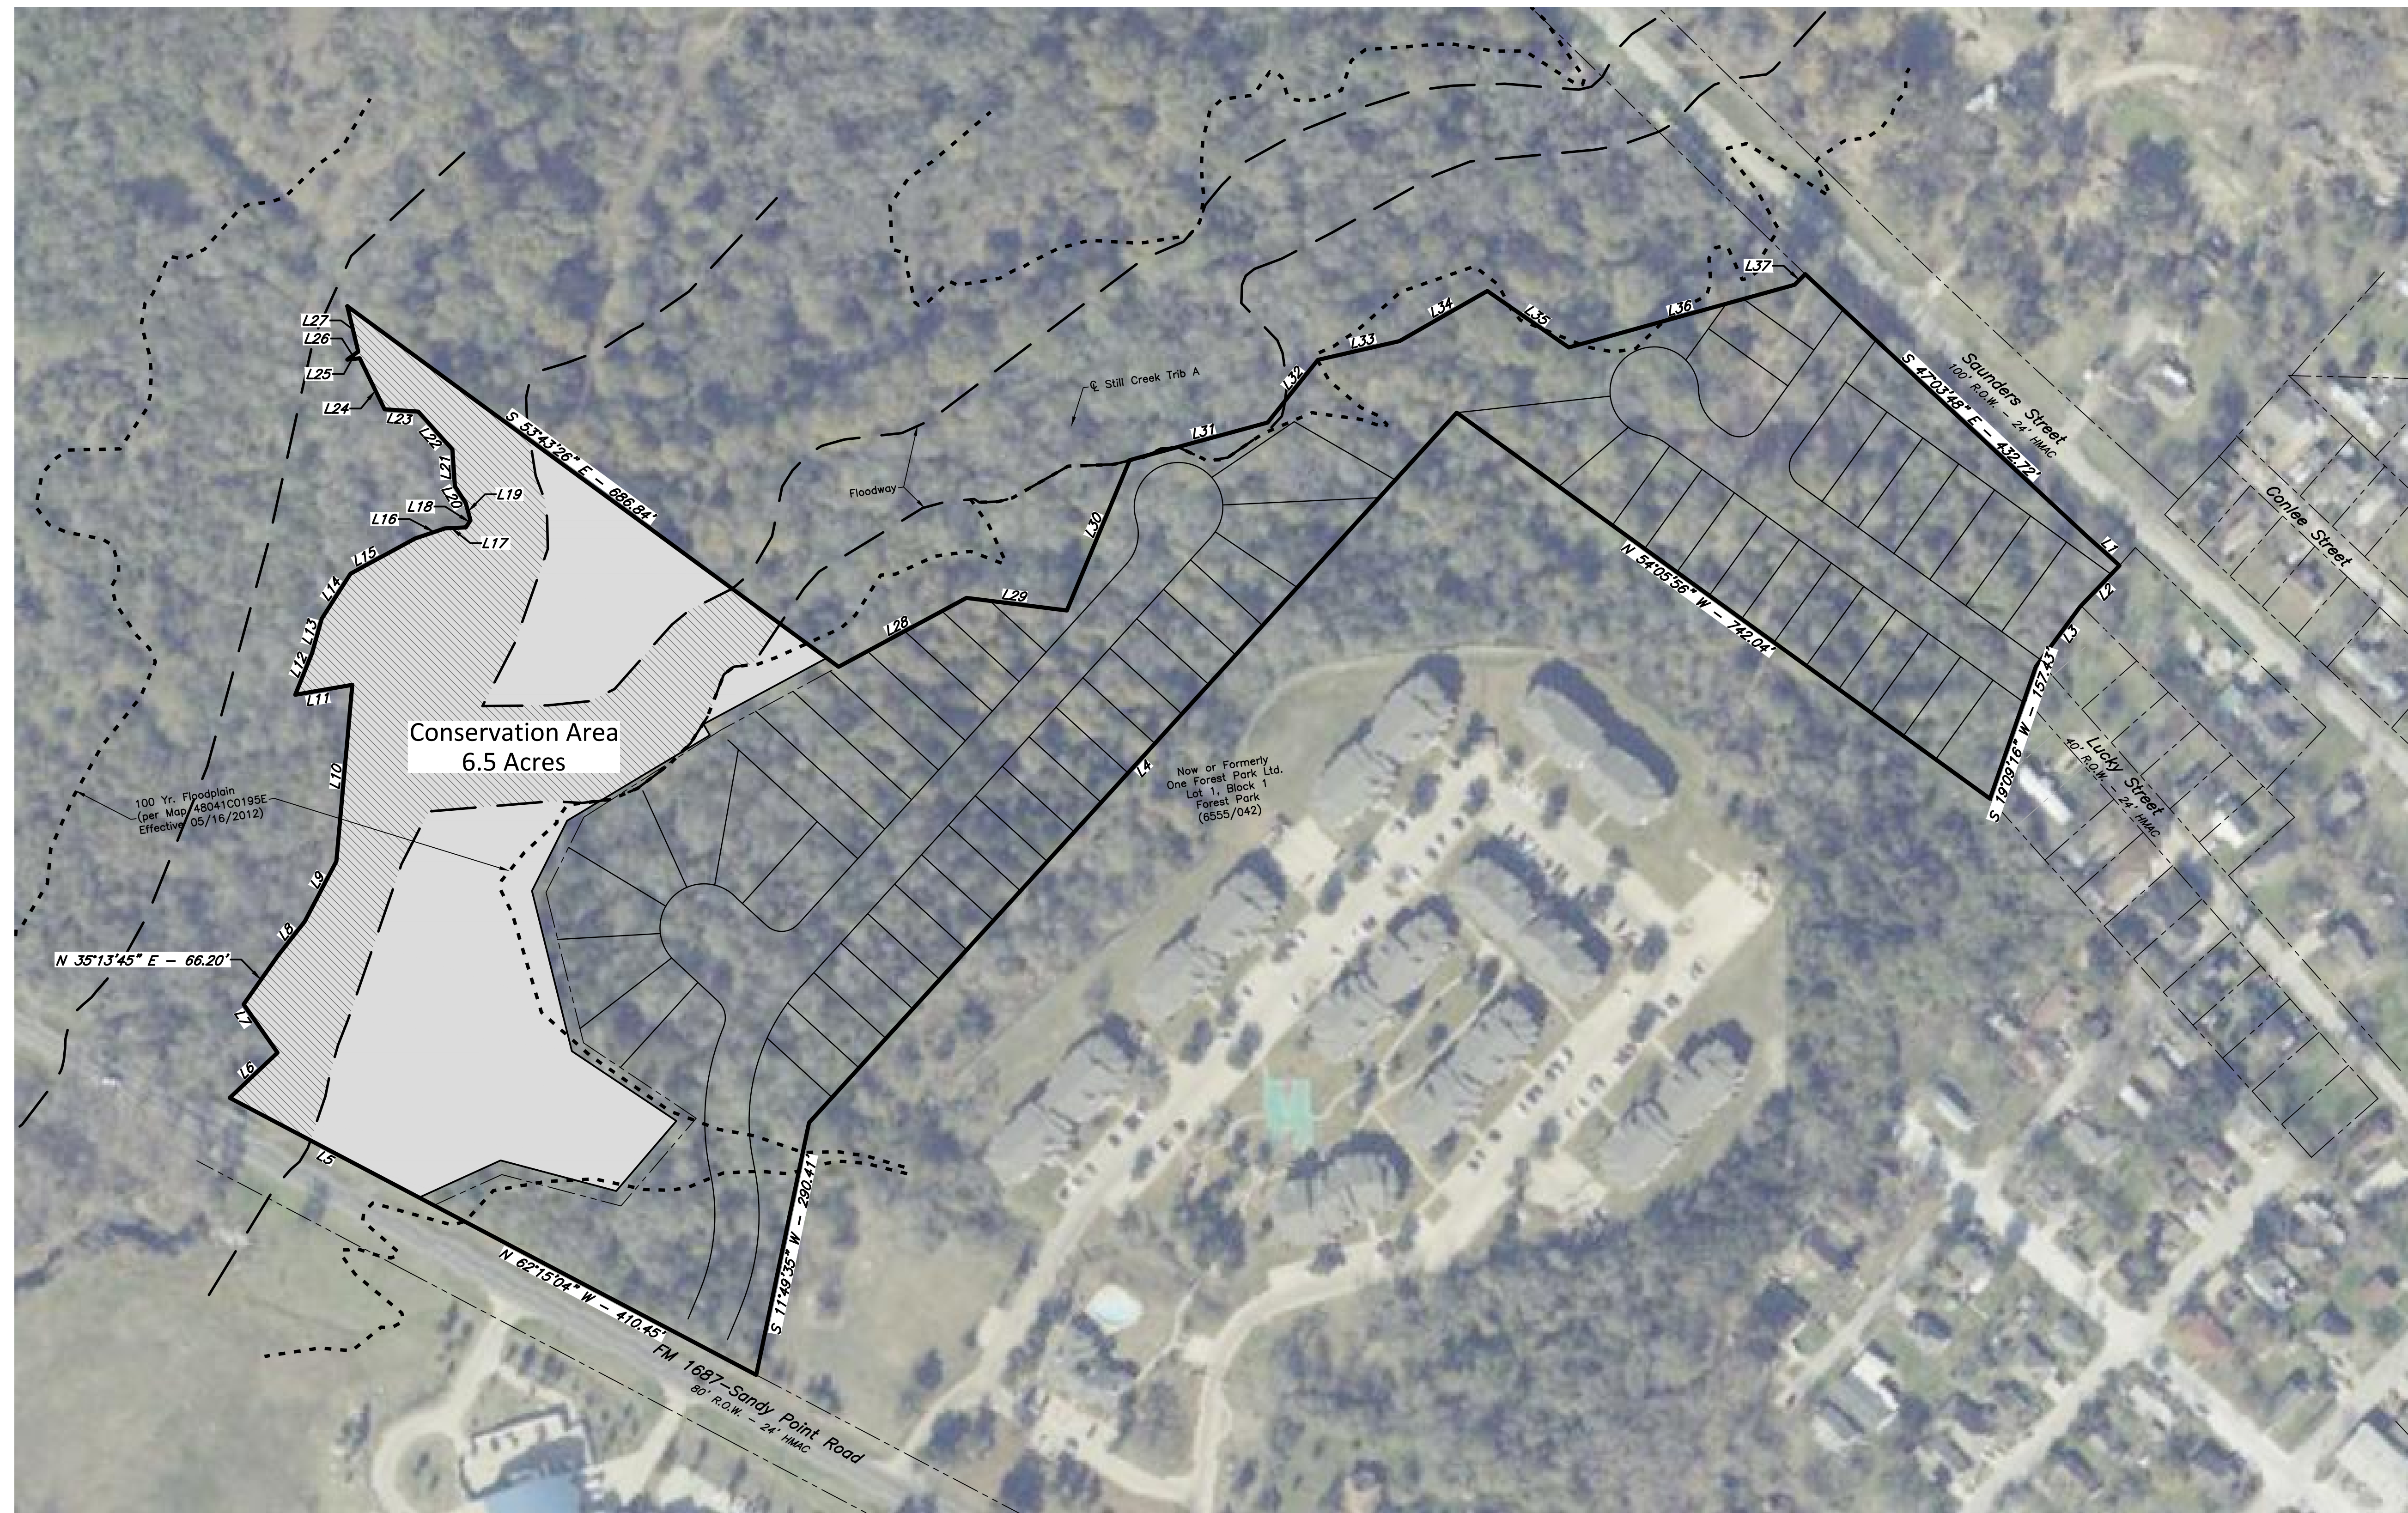 L37
L36
L35
L34
L33
L32
L31
L30
L29
L28
L27
L26
L25
L24
L23
L22
L21
L20
L19
L18
L17
L16
L15
L14
L13
L12
L11
L10
L9
L8
L7
L6
L5
L4
L3
L2
L1
S 53°43'26" E - 686.84'
℄ Still Creek Trib A
Floodway
S 47°03'48" E - 432.72'
Saunders Street
100' R.O.W. - 24' HMAC
Conlee Street
N 54°05'56" W - 742.04'
S 19°09'16" W - 157.43'
Lucky Street
40' R.O.W. - 24' HMAC
Conservation Area
6.5 Acres
100 Yr. Floodplain
(per Map 48041C0195E
Effective 05/16/2012)
Now or Formerly
One Forest Park Ltd.
Lot 1, Block 1
Forest Park
(6555/042)
N 35°13'45" E - 66.20'
S 11°49'35" W - 290.41'
N 62°15'04" W - 410.45'
FM 1687-Sandy Point Road
80' R.O.W. - 24' HMAC